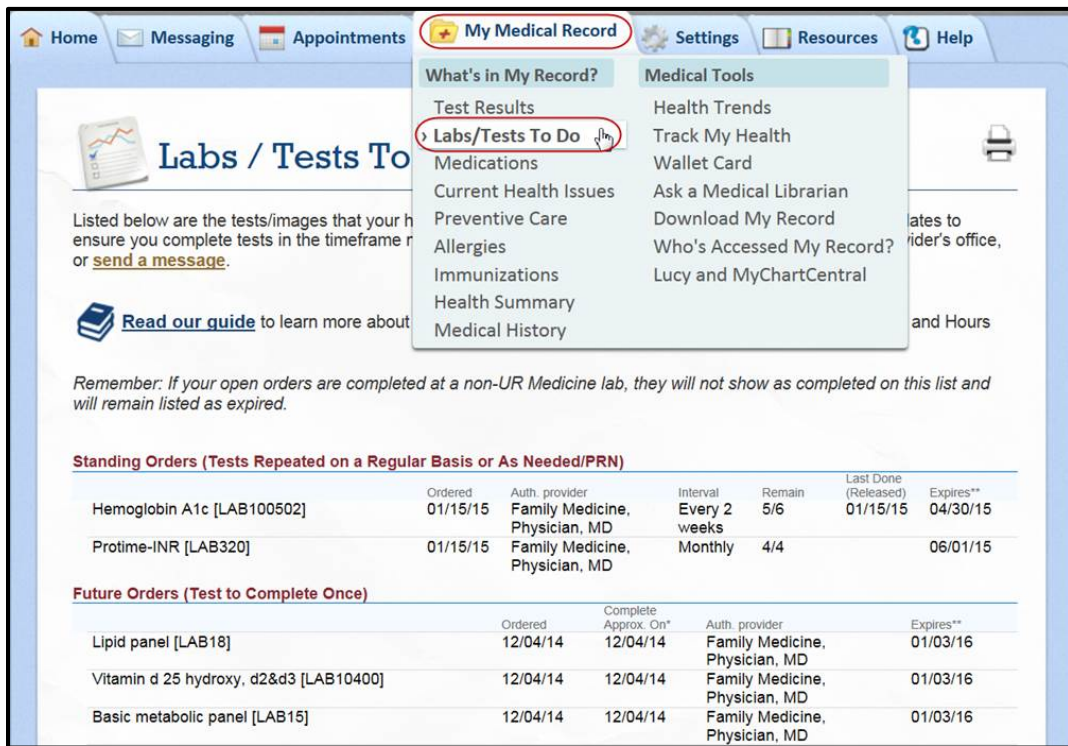 Home Messaging Appointments My Medical Record Settings Resources Help
What's in My Record?
Test Results
Labs/Tests To Do
Medications
Current Health Issues
Preventive Care
Allergies
Immunizations
Health Summary
Medical History
Medical Tools
Health Trends
Track My Health
Wallet Card
Ask a Medical Librarian
Download My Record
Who's Accessed My Record?
Lucy and MyChartCentral
Labs / Tests To
Listed below are the tests/images that your
ensure you complete tests in the timeframe
or send a message.
to
office,
Read our guide to learn more about
and Hours
Remember: If your open orders are completed at a non-UR Medicine lab, they will not show as completed on this list and
will remain listed as expired.
Standing Orders (Tests Repeated on a Regular Basis or As Needed/PRN)
Ordered Auth. provider Interval Remain Last Done (Released) Expires**
Hemoglobin A1c [LAB100502] 01/15/15 Family Medicine, Every 2 5/6 01/15/15 04/30/15
Physician, MD weeks
Protime-INR [LAB320] 01/15/15 Family Medicine, Monthly 4/4 06/01/15
Physician, MD
Future Orders (Test to Complete Once)
Ordered Complete Approx. On* Auth. provider Expires**
Lipid panel [LAB18] 12/04/14 12/04/14 Family Medicine, 01/03/16
Physician, MD
Vitamin d 25 hydroxy, d2&d3 [LAB10400] 12/04/14 12/04/14 Family Medicine, 01/03/16
Physician, MD
Basic metabolic panel [LAB15] 12/04/14 12/04/14 Family Medicine, 01/03/16
Physician, MD